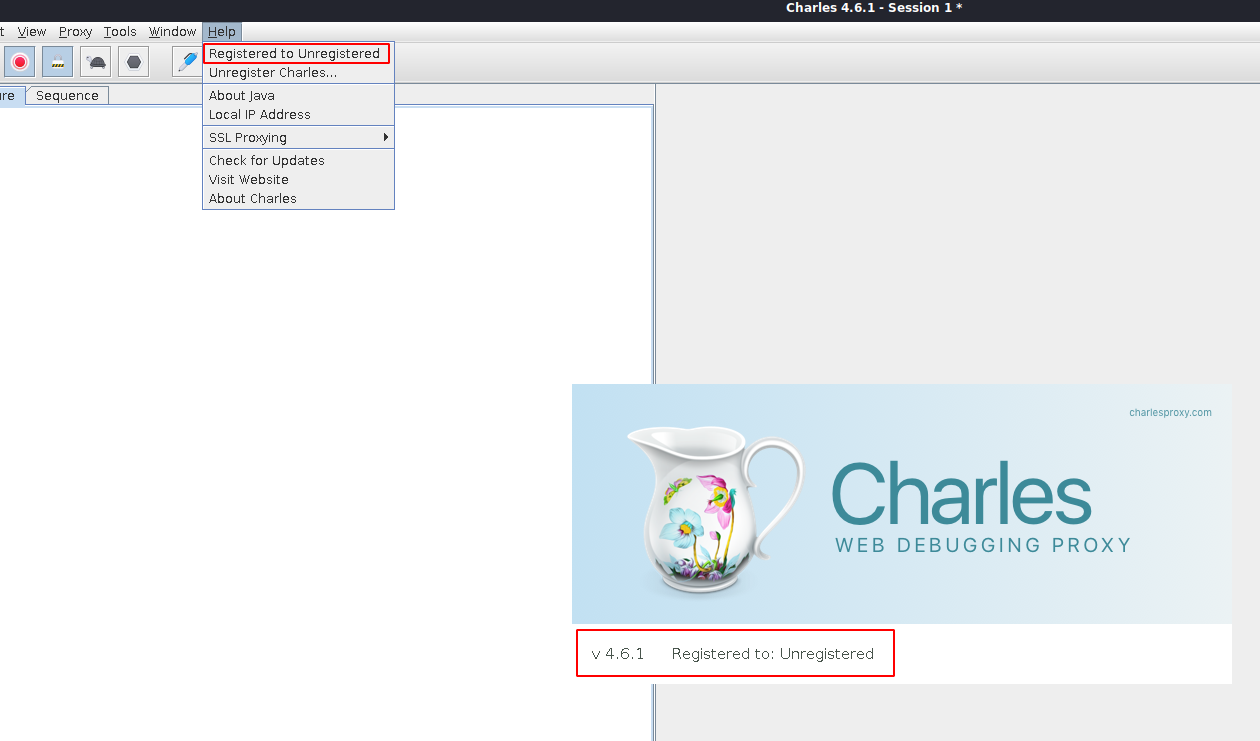 Charles 4.6.1 - Session 1 *
t View Proxy Tools Window Help
Registered to Unregistered
Unregister Charles...
About Java
Local IP Address
SSL Proxying
Check for Updates
Visit Website
About Charles
re Sequence
charlesproxy.com
Charles
WEB DEBUGGING PROXY
v 4.6.1 Registered to: Unregistered